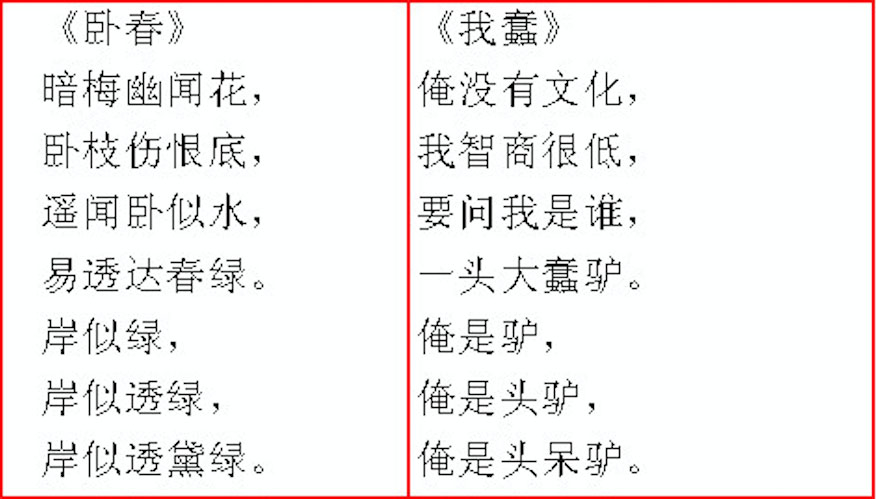 《卧春》
暗梅幽闻花，
卧枝伤恨底，
遥闻卧似水，
易透达春绿。
岸似绿，
岸似透绿，
岸似透黛绿。
《我蠢》
俺没有文化，
我智商很低，
要问我是谁，
一头大蠢驴。
俺是驴，
俺是头驴，
俺是头呆驴。